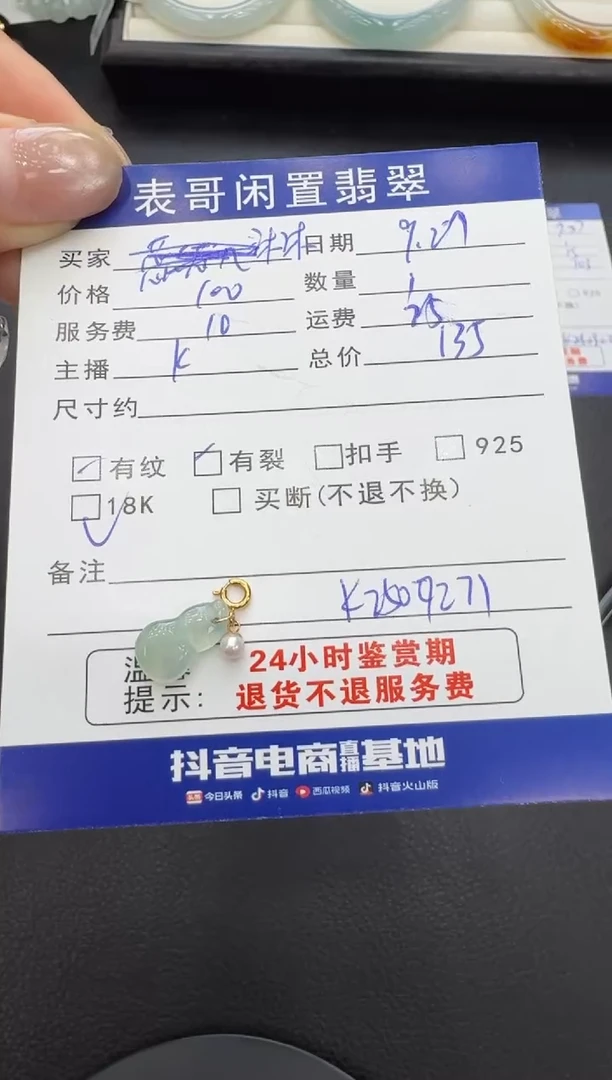 表哥闲置翡翠
买家 日期 9.27
价格 100 数量 1
服务费 10 运费 25
主播 K 总价 135
尺寸约
有纹 有裂 扣手 925
18K 买断(不退不换)
备注
K2509271
温 24小时鉴赏期
提示: 退货不退服务费
抖音电商直播基地
头条 今日头条 抖音 西瓜视频 抖音火山版